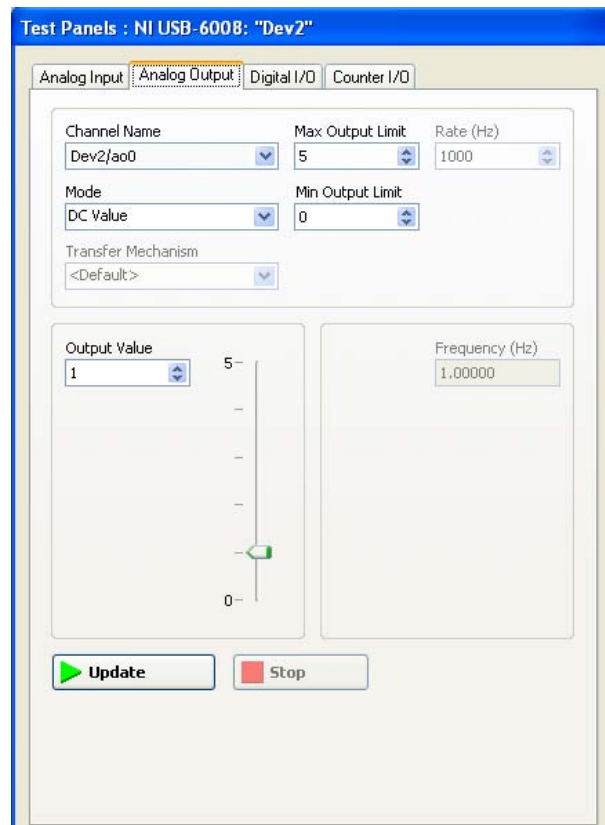 Test Panels : NI USB-6008: "Dev2"
Analog Input Analog Output Digital I/O Counter I/O
Channel Name Max Output Limit Rate (Hz)
Dev2/ao0 5 1000
Mode Min Output Limit
DC Value 0
Transfer Mechanism
<Default>
Output Value Frequency (Hz)
1 5 1.00000
0
Update Stop